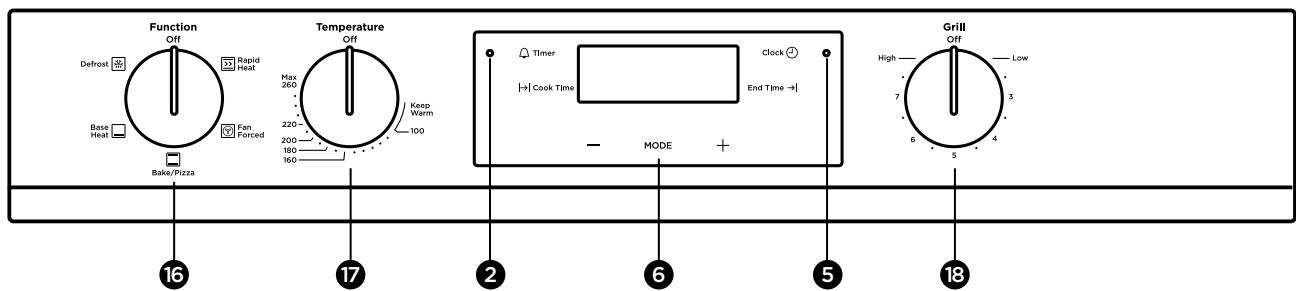 Function
Off
Defrost
Rapid
Heat
Base
Heat
Fan
Forced
Bake/Pizza
Temperature
Off
Max
260
Keep
Warm
220
100
200
180
160
Timer
Clock
Cook Time
End Time
− MODE +
Grill
Off
High
Low
7
3
6
4
5
16
17
2
6
5
18